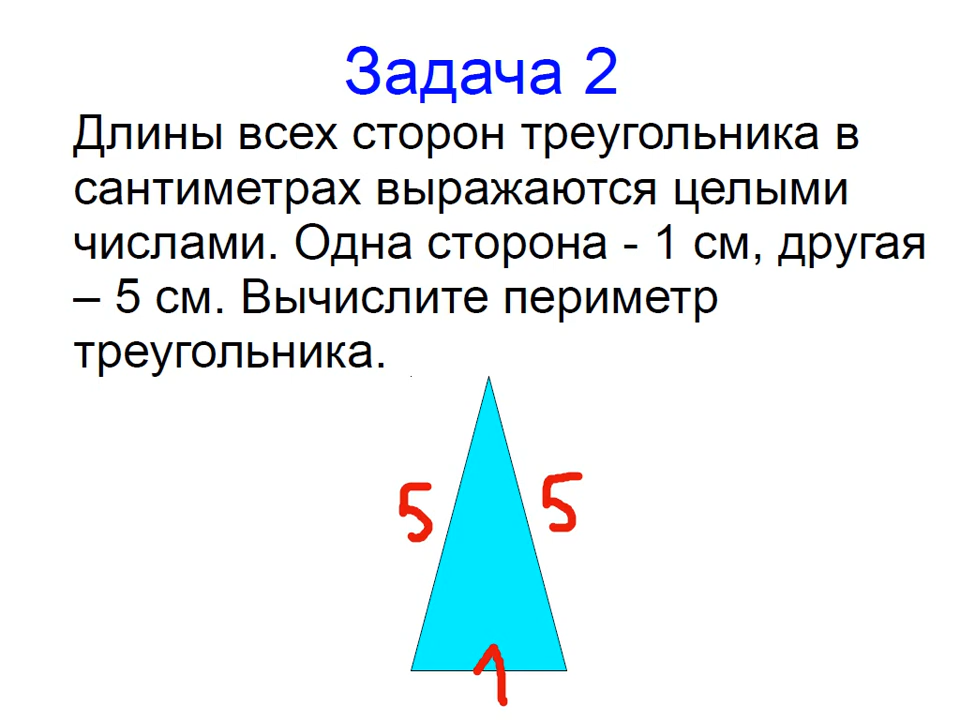 Задача 2
Длины всех сторон треугольника в
сантиметрах выражаются целыми
числами. Одна сторона - 1 см, другая
– 5 см. Вычислите периметр
треугольника.
5 5
1